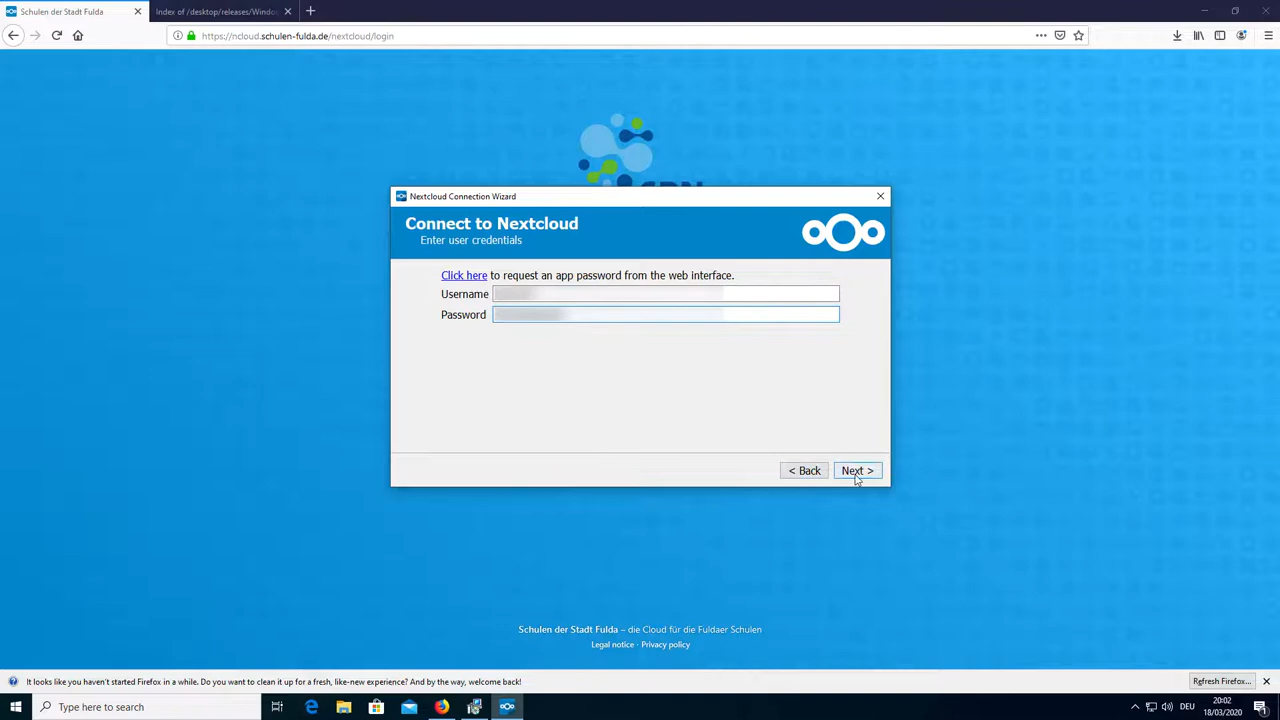 Schulen der Stadt Fulda
Index of /desktop/releases/Windo
https://ncloud.schulen-fulda.de/nextcloud/login
Nextcloud Connection Wizard
Connect to Nextcloud
Enter user credentials
Click here to request an app password from the web interface.
Username
Password
< Back
Next >
Schulen der Stadt Fulda – die Cloud für die Fuldaer Schulen
Legal notice · Privacy policy
It looks like you haven't started Firefox in a while. Do you want to clean it up for a fresh, like-new experience? And by the way, welcome back!
Refresh Firefox...
Type here to search
DEU
20:02
18/03/2020
1